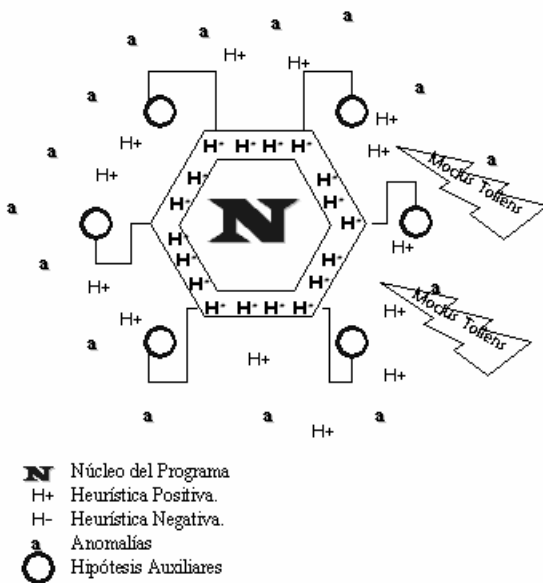 a
a
a
a
H+
H+
a
a
H+
H+
H- H- H- H-
H+
Modus Tollens
a
H+
H-
H-
H-
H-
a
N
H-
H-
H-
H+
H-
a
H-
H-
H+
a
Modus Tollens
H- H- H- H-
H+
H+
a
H+
H+
a
a
a
H+
N Núcleo del Programa
H+ Heurística Positiva.
H- Heurística Negativa.
a Anomalías
Hipótesis Auxiliares